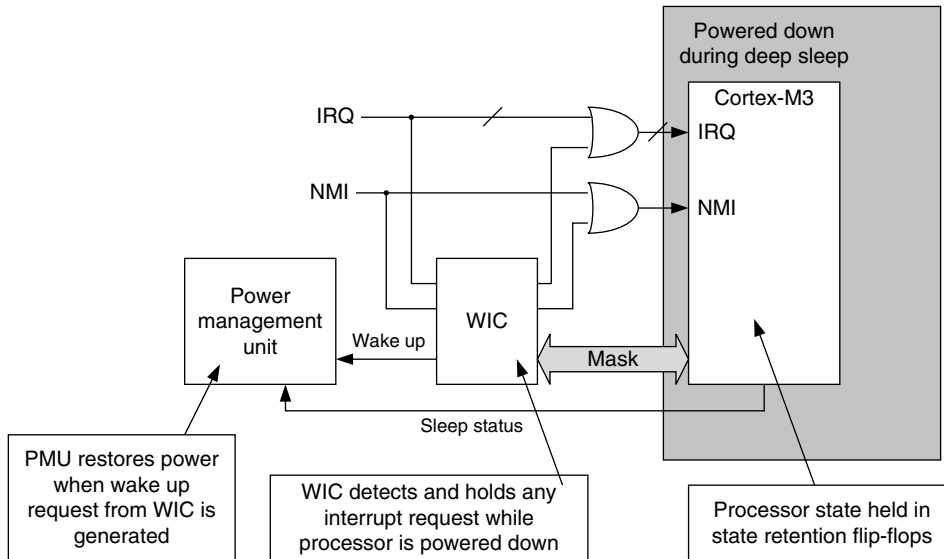 Powered down
during deep sleep
Cortex-M3
IRQ
IRQ
NMI
NMI
Power
management
unit
WIC
Wake up
Mask
Sleep status
PMU restores power
when wake up
request from WIC is
generated
WIC detects and holds any
interrupt request while
processor is powered down
Processor state held in
state retention flip-flops